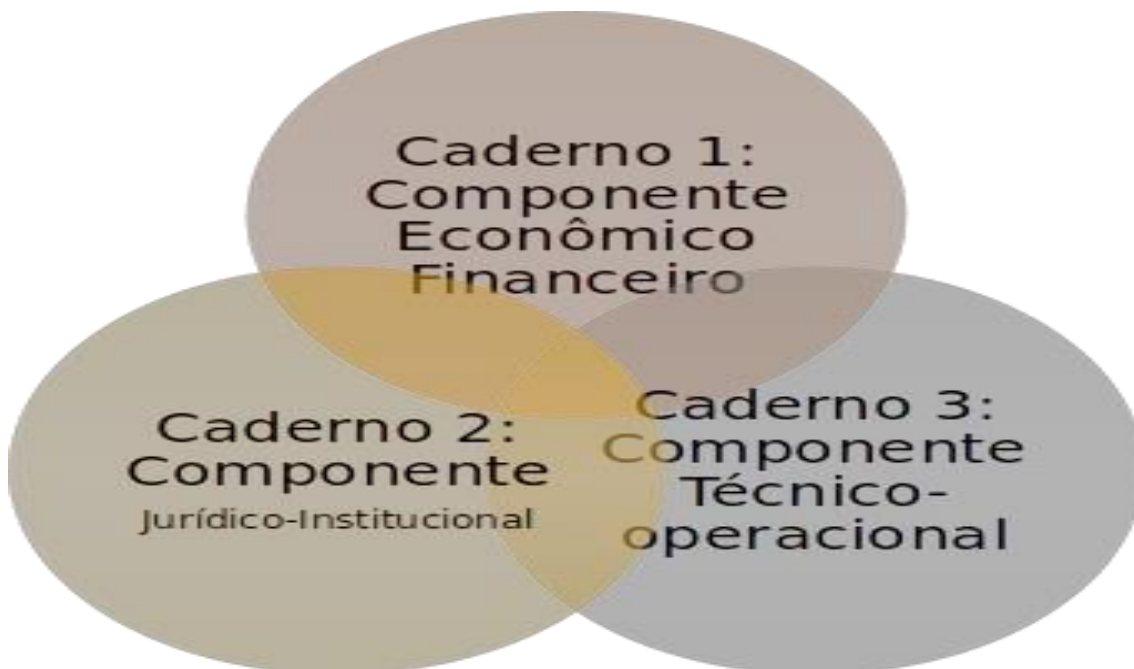 Caderno 1:
Componente
Econômico
Financeiro
Caderno 2:
Componente
Jurídico-Institucional
Caderno 3:
Componente
Técnico-
operacional